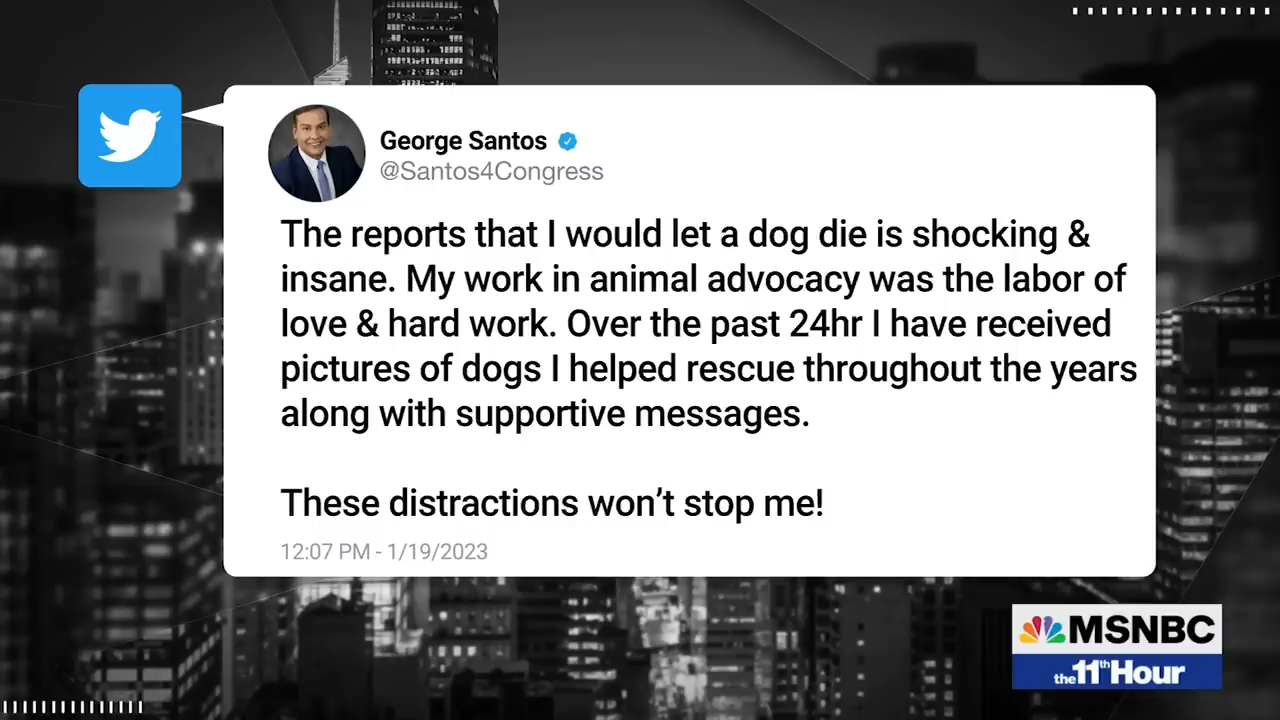 George Santos
@Santos4Congress
The reports that I would let a dog die is shocking &
insane. My work in animal advocacy was the labor of
love & hard work. Over the past 24hr I have received
pictures of dogs I helped rescue throughout the years
along with supportive messages.
These distractions won’t stop me!
12:07 PM - 1/19/2023
MSNBC
the 11th Hour